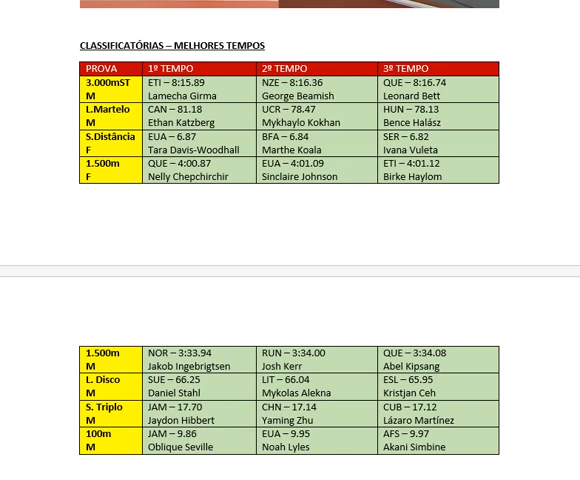 CLASSIFICATÓRIAS – MELHORES TEMPOS
PROVA 1º TEMPO 2º TEMPO 3º TEMPO
3.000mST ETI – 8:15.89 NZE – 8:16.36 QUE – 8:16.74
M Lamecha Girma George Beamish Leonard Bett
L.Martelo CAN – 81.18 UCR – 78.47 HUN – 78.13
M Ethan Katzberg Mykhaylo Kokhan Bence Halász
S.Distância EUA – 6.87 BFA – 6.84 SER – 6.82
F Tara Davis-Woodhall Marthe Koala Ivana Vuleta
1.500m QUE – 4:00.87 EUA – 4:01.09 ETI – 4:01.12
F Nelly Chepchirchir Sinclaire Johnson Birke Haylom
1.500m NOR – 3:33.94 RUN – 3:34.00 QUE – 3:34.08
M Jakob Ingebrigtsen Josh Kerr Abel Kipsang
L. Disco SUE – 66.25 LIT – 66.04 ESL – 65.95
M Daniel Stahl Mykolas Alekna Kristjan Ceh
S. Triplo JAM – 17.70 CHN – 17.14 CUB – 17.12
M Jaydon Hibbert Yaming Zhu Lázaro Martínez
100m JAM – 9.86 EUA – 9.95 AFS – 9.97
M Oblique Seville Noah Lyles Akani Simbine